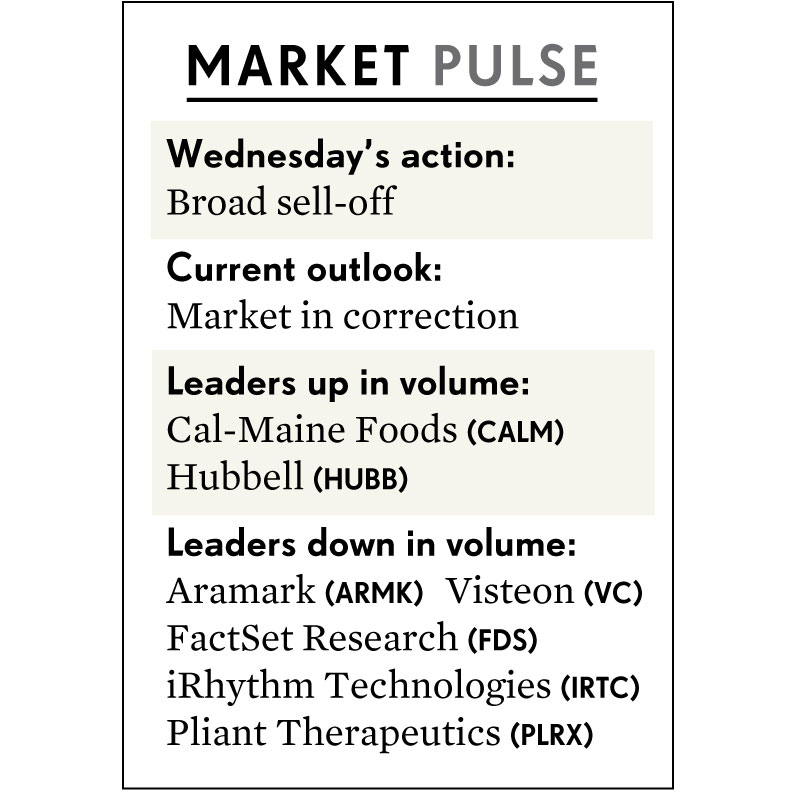 MARKET PULSE
Wednesday’s action:
Broad sell-off
Current outlook:
Market in correction
Leaders up in volume:
Cal-Maine Foods (CALM)
Hubbell (HUBB)
Leaders down in volume:
Aramark (ARMK) Visteon (VC)
FactSet Research (FDS)
iRhythm Technologies (IRTC)
Pliant Therapeutics (PLRX)